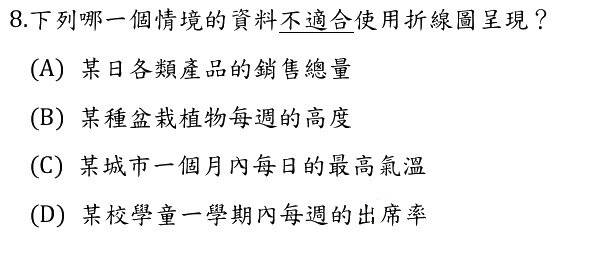 8.下列哪一個情境的資料不適合使用折線圖呈現？
(A) 某日各類產品的銷售總量
(B) 某種盆栽植物每週的高度
(C) 某城市一個月內每日的最高氣溫
(D) 某校學童一學期內每週的出席率